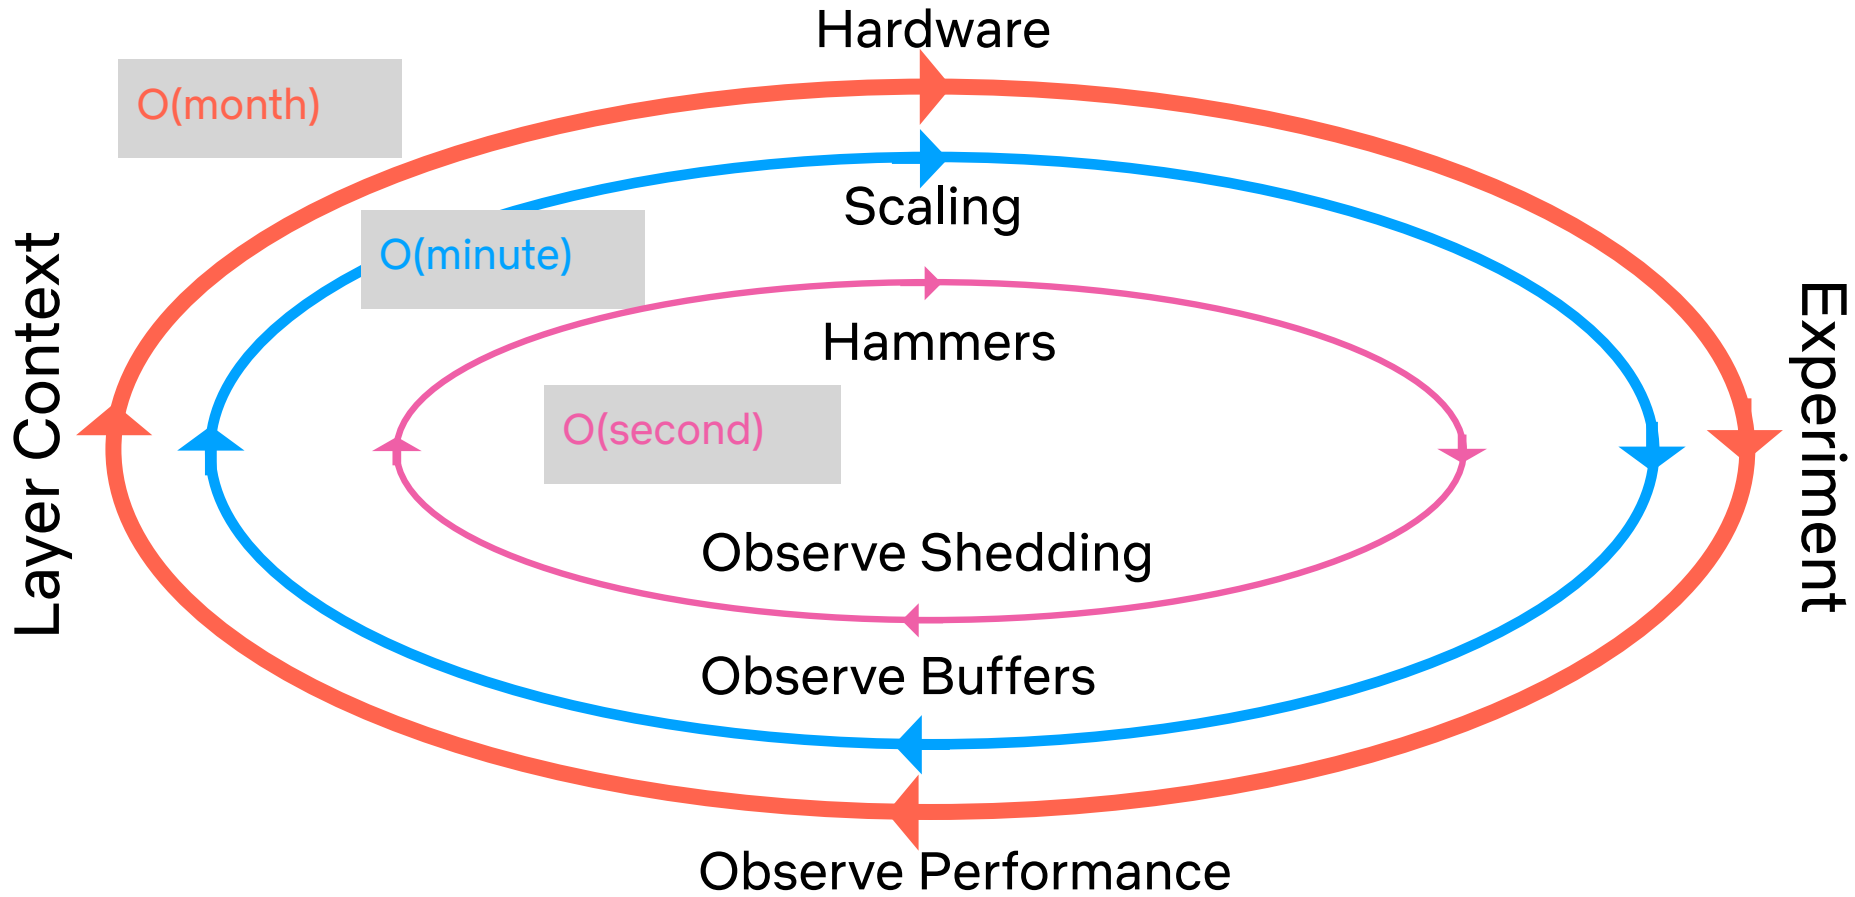 Hardware
O(month)
Scaling
O(minute)
Hammers
Layer Context
Experiment
O(second)
Observe Shedding
Observe Buffers
Observe Performance